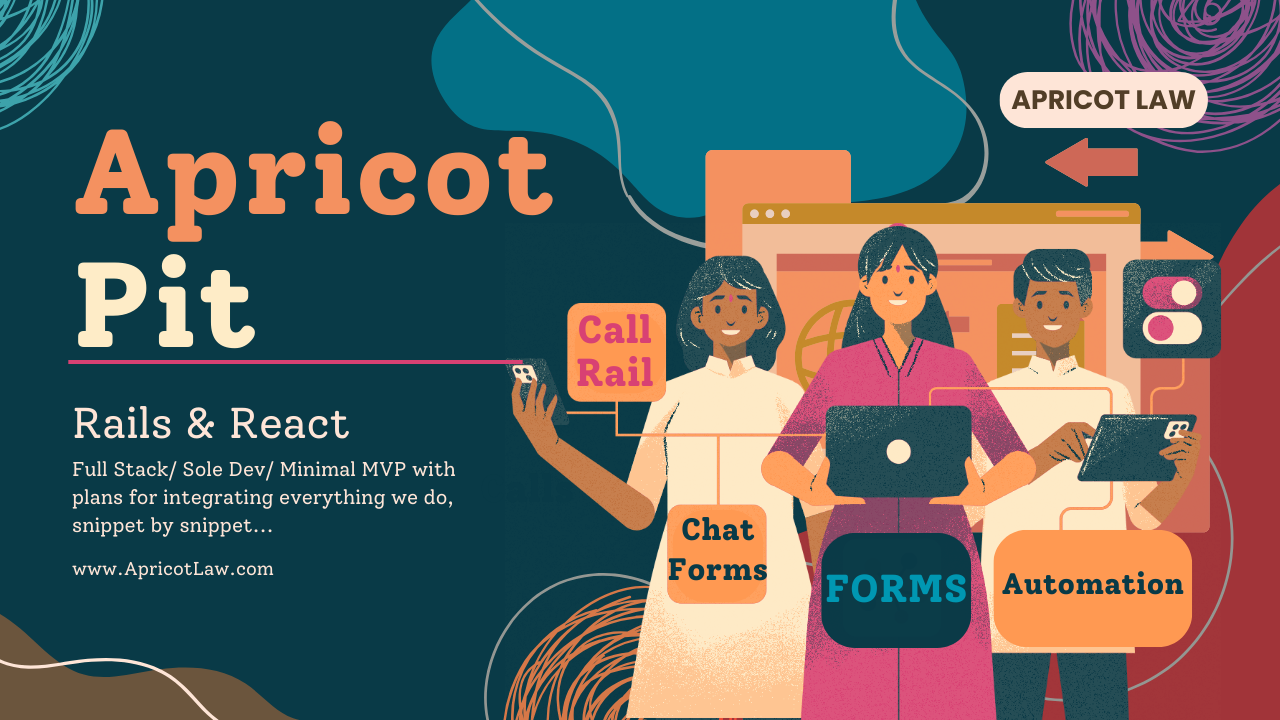 Apricot
Pit
Rails & React
Full Stack/ Sole Dev/ Minimal MVP with
plans for integrating everything we do,
snippet by snippet...
www.ApricotLaw.com
APRICOT LAW
Call
Rail
Chat
Forms
FORMS
Automation